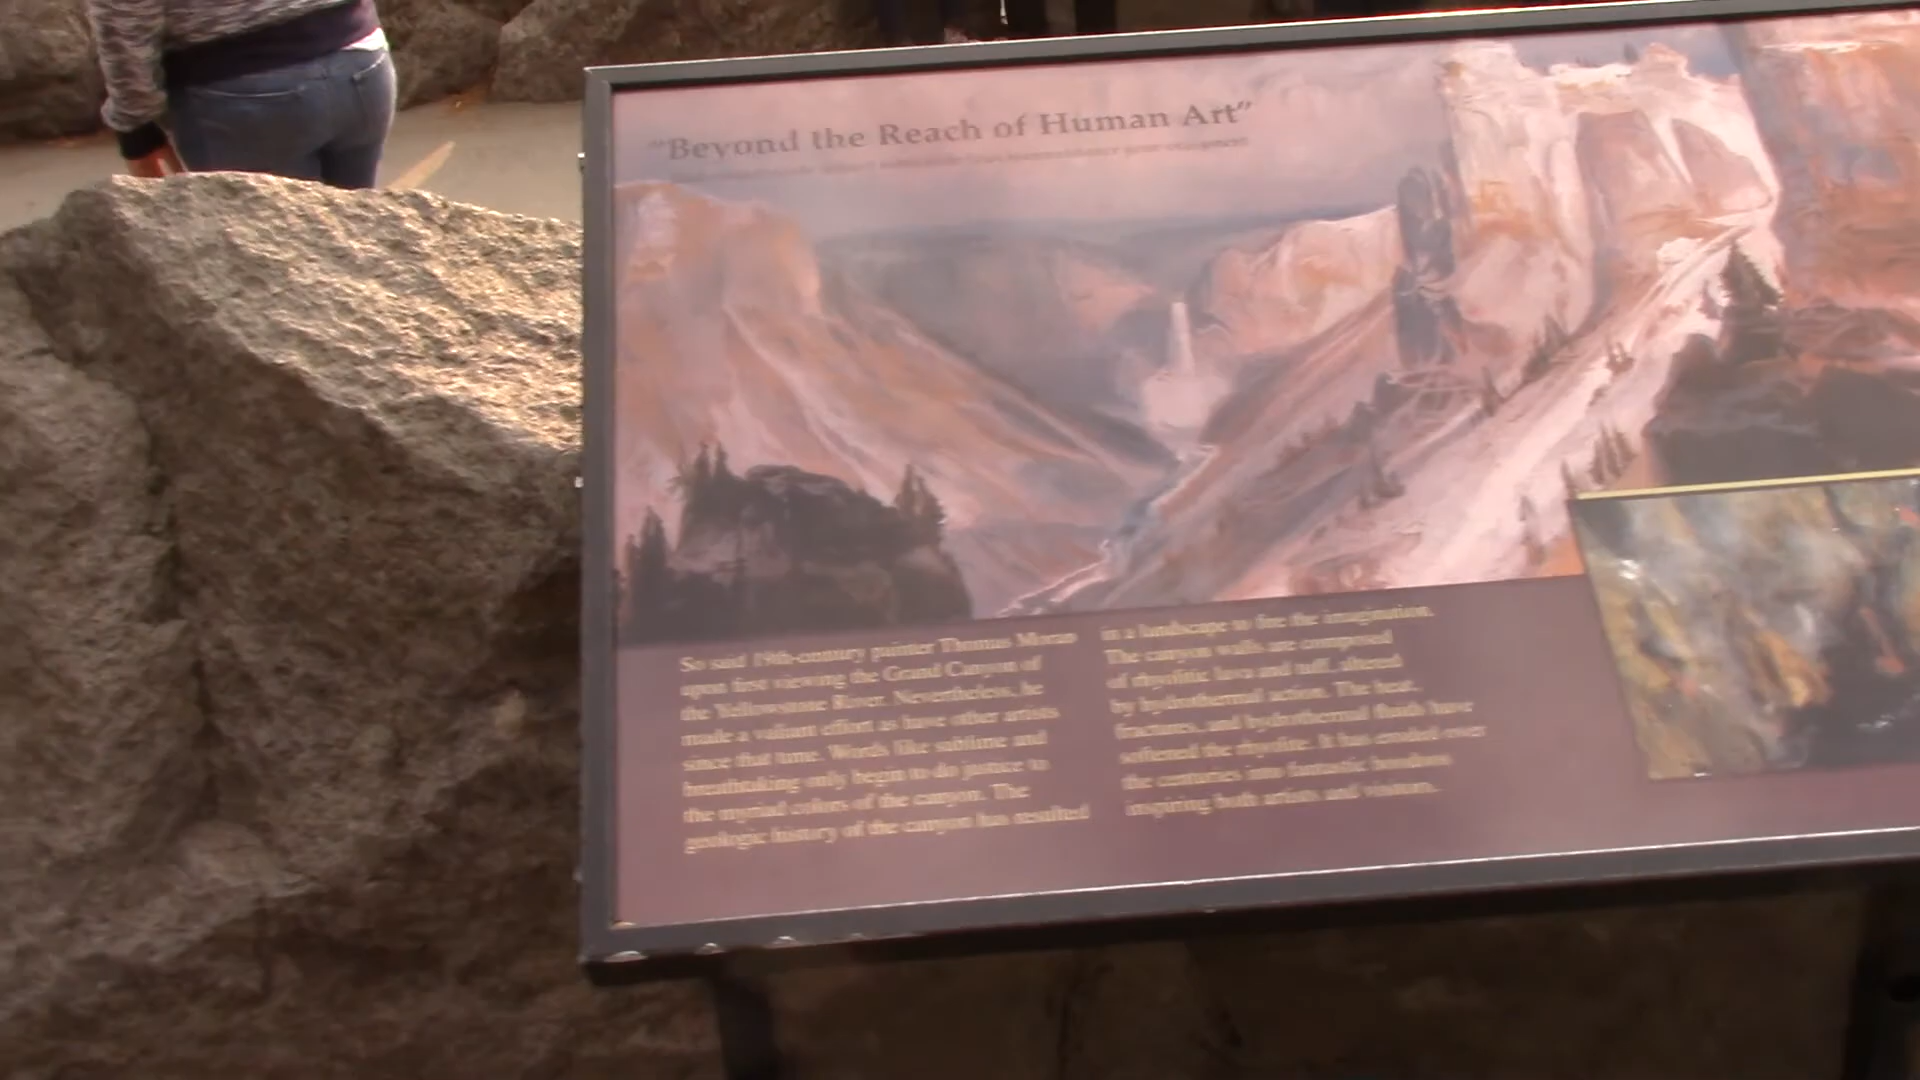 "Beyond the Reach of Human Art"
So said 19th-century painter Thomas Moran
upon first viewing the Grand Canyon of
the Yellowstone River. Nevertheless, he
made a valiant effort as have other artists
since that time. Words like sublime and
breathtaking only begin to do justice to
the myriad colors of the canyon. The
geologic history of the canyon has resulted
in a landscape to fire the imagination.
The canyon walls are composed
of rhyolitic lava and tuff, altered
by hydrothermal action. The heat,
fractures, and hydrothermal fluids have
softened the rhyolite. It has eroded over
the centuries into fantastic hoodoos
inspiring both artists and visitors.